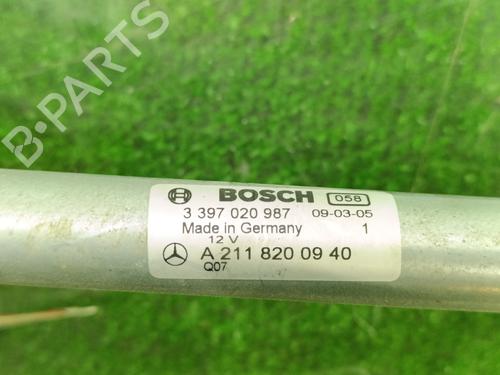 B-PARTS
BOSCH 058
3 397 020 987 09-03-05
Made in Germany 1
12 V
A 211 820 09 40
Q07